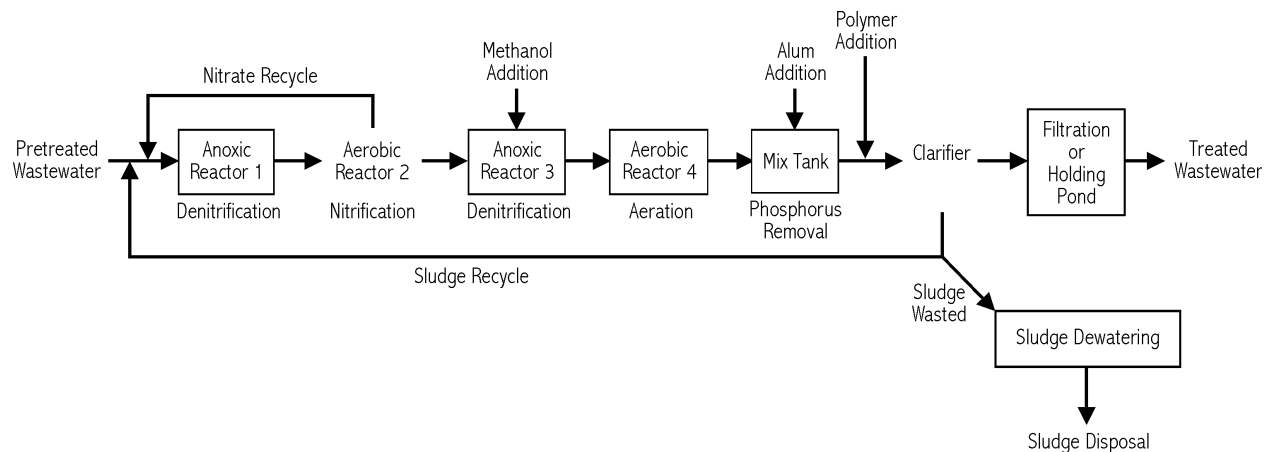 Polymer
Addition
Methanol
Addition
Alum
Addition
Nitrate Recycle
Pretreated
Wastewater
Anoxic
Reactor 1
Aerobic
Reactor 2
Anoxic
Reactor 3
Aerobic
Reactor 4
Mix Tank
Clarifier
Filtration
or
Holding
Pond
Treated
Wastewater
Denitrification
Nitrification
Denitrification
Aeration
Phosphorus
Removal
Sludge Recycle
Sludge
Wasted
Sludge Dewatering
Sludge Disposal